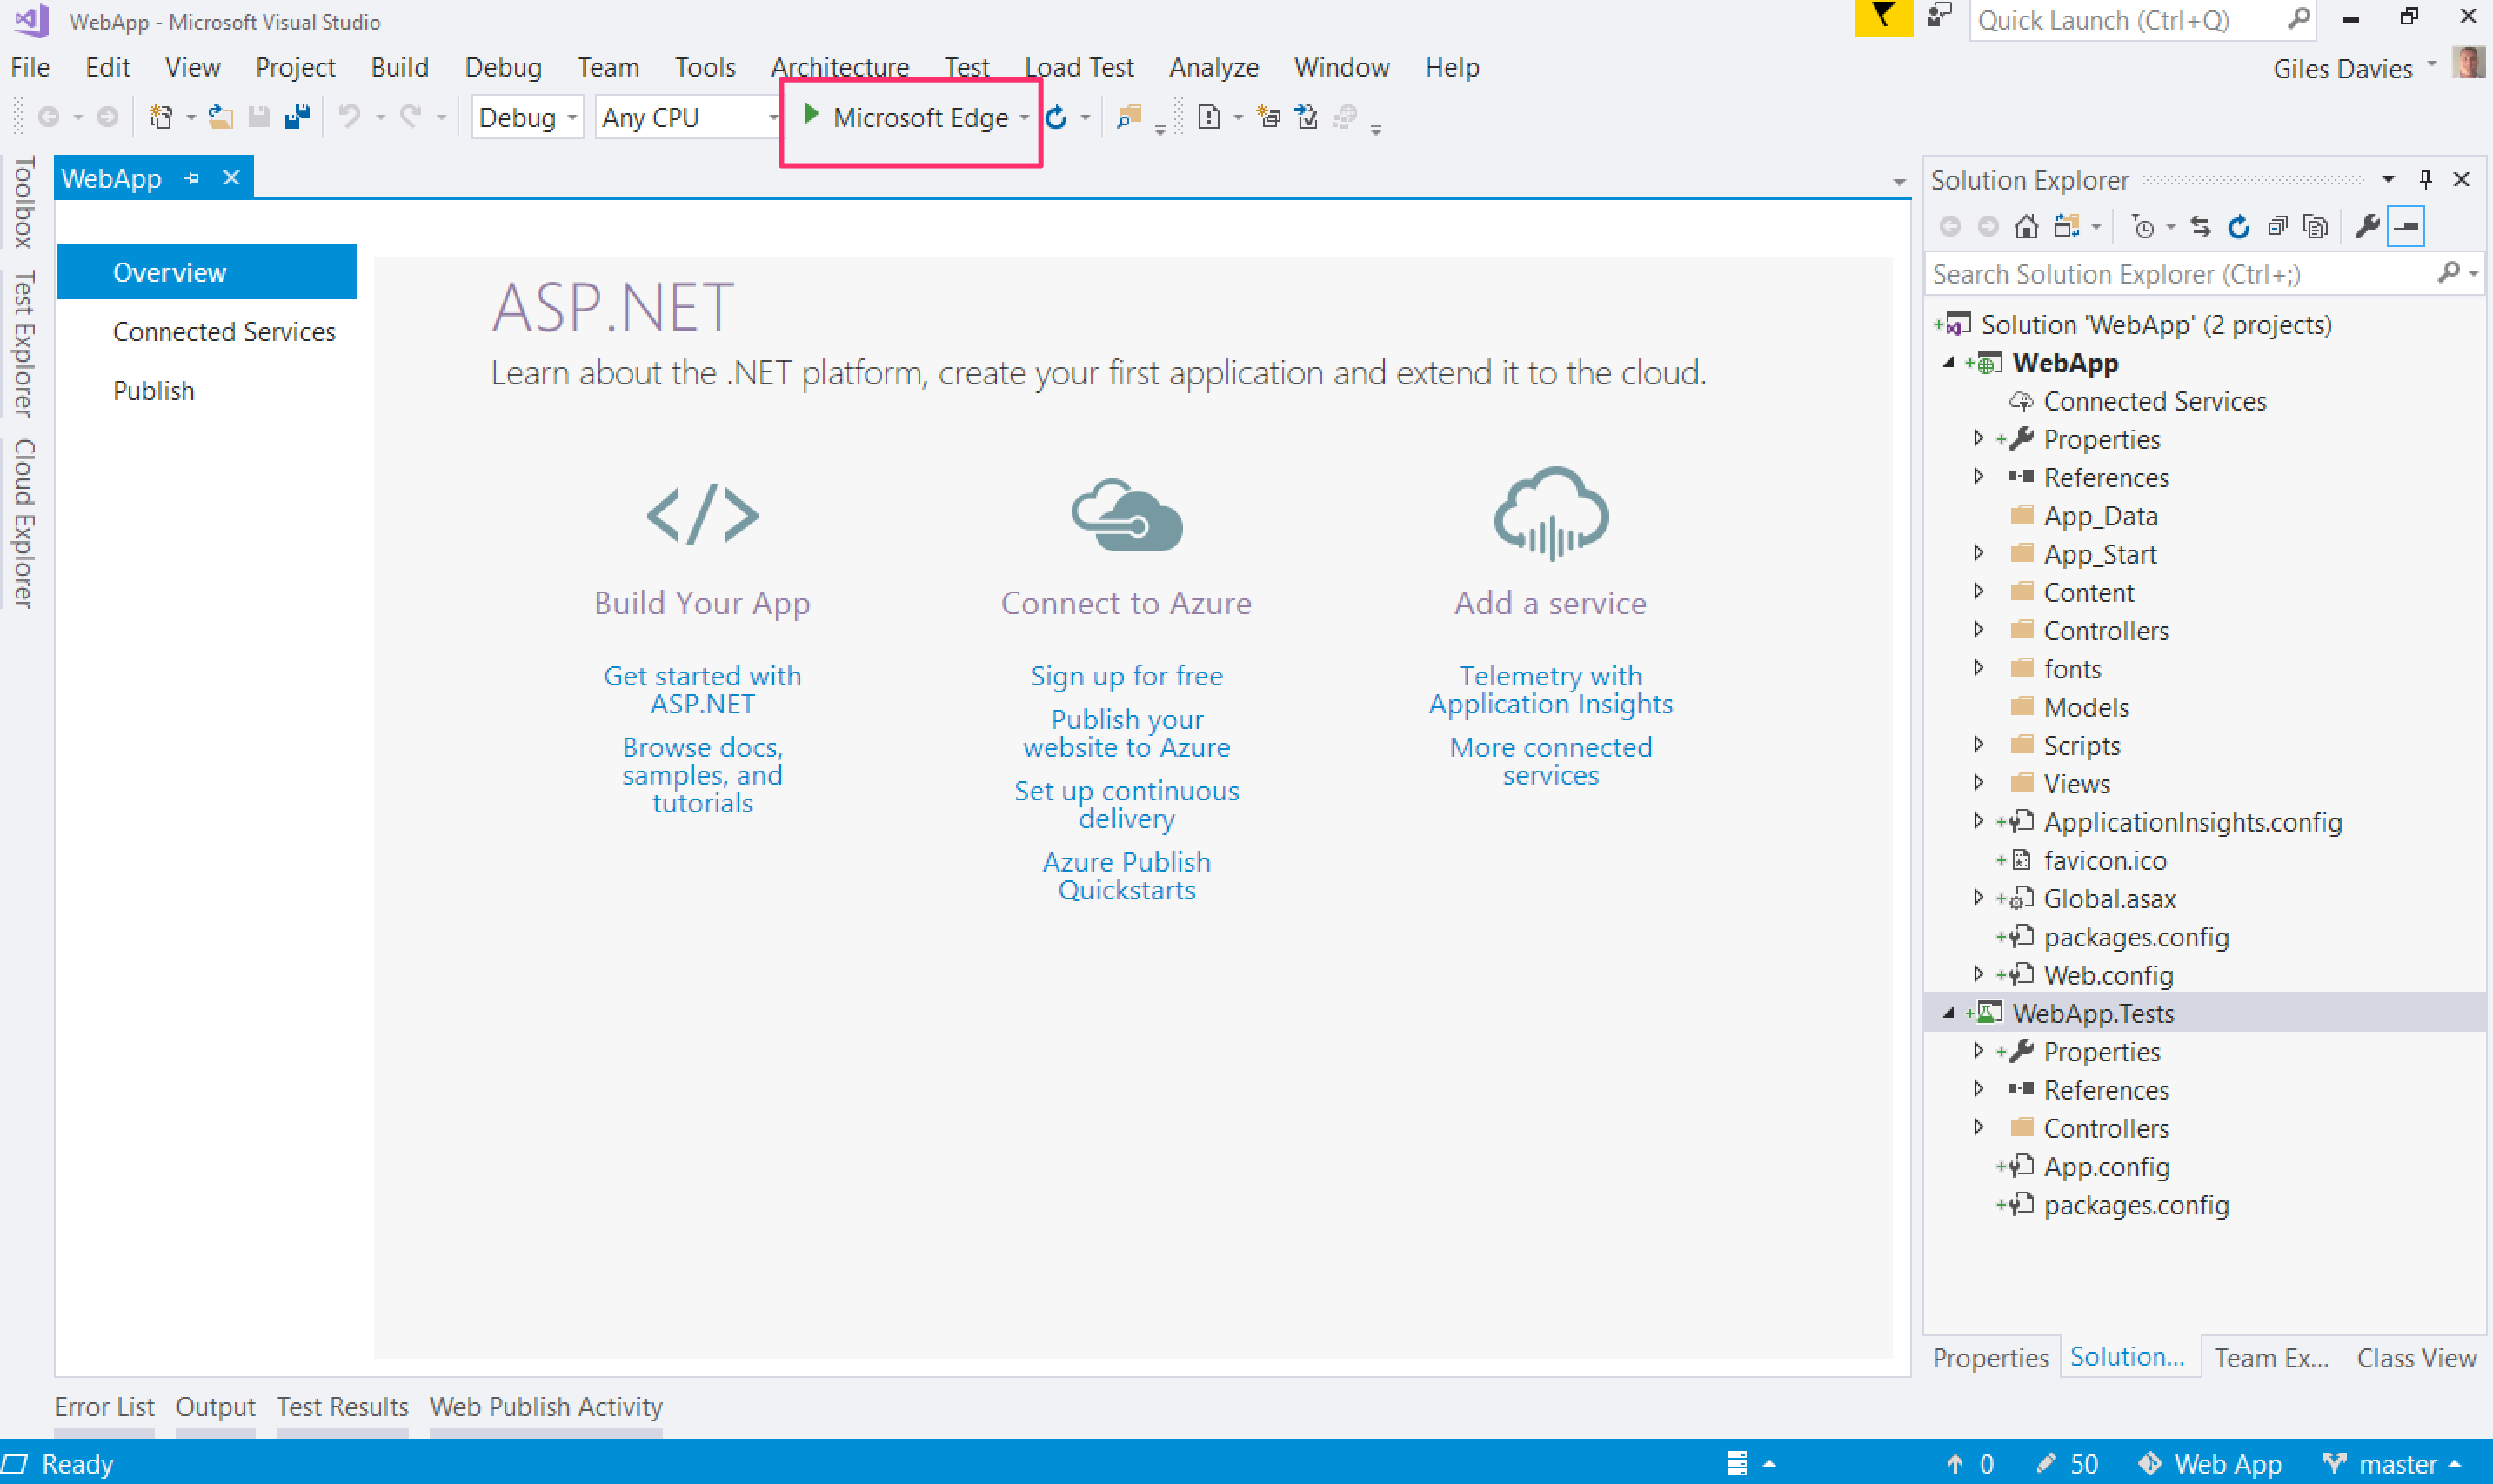 WebApp - Microsoft Visual Studio
Quick Launch (Ctrl+Q)
File Edit View Project Build Debug Team Tools Architecture Test Load Test Analyze Window Help
Giles Davies
Debug Any CPU Microsoft Edge
Toolbox
Test Explorer
Cloud Explorer
WebApp
Overview
Connected Services
Publish
ASP.NET
Learn about the .NET platform, create your first application and extend it to the cloud.
Build Your App
Get started with
ASP.NET
Browse docs,
samples, and
tutorials
Connect to Azure
Sign up for free
Publish your
website to Azure
Set up continuous
delivery
Azure Publish
Quickstarts
Add a service
Telemetry with
Application Insights
More connected
services
Solution Explorer
Search Solution Explorer (Ctrl+;)
Solution 'WebApp' (2 projects)
WebApp
Connected Services
Properties
References
App_Data
App_Start
Content
Controllers
fonts
Models
Scripts
Views
ApplicationInsights.config
favicon.ico
Global.asax
packages.config
Web.config
WebApp.Tests
Properties
References
Controllers
App.config
packages.config
Properties Solution... Team Ex... Class View
Error List Output Test Results Web Publish Activity
Ready
0 50 Web App master